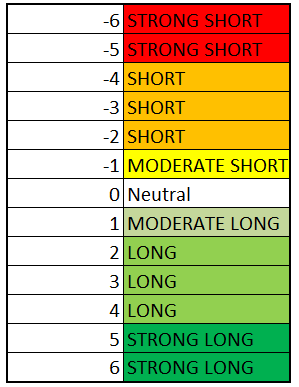 -6 STRONG SHORT
-5 STRONG SHORT
-4 SHORT
-3 SHORT
-2 SHORT
-1 MODERATE SHORT
0 Neutral
1 MODERATE LONG
2 LONG
3 LONG
4 LONG
5 STRONG LONG
6 STRONG LONG